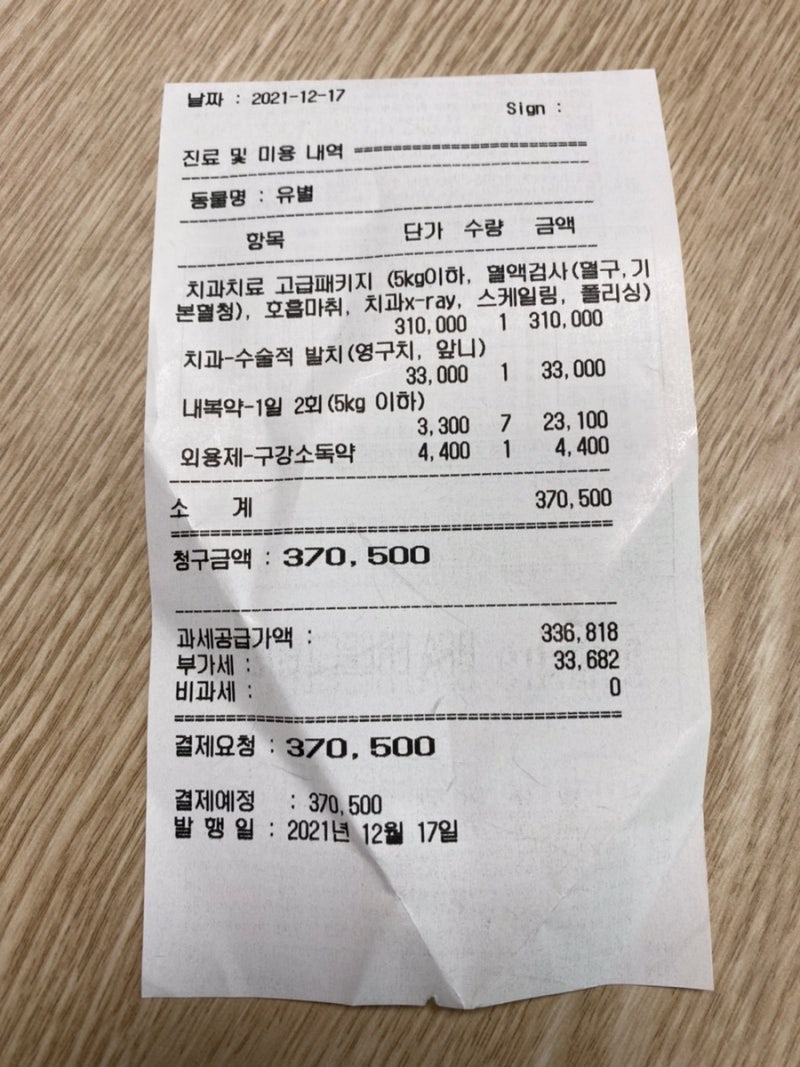 날짜 : 2021-12-17
Sign :
진료 및 미용 내역 ========================
동물명 : 유별
항목 단가 수량 금액
치과치료 고급패키지 (5kg이하, 혈액검사(혈구,기
본혈청), 호흡마취, 치과x-ray, 스케일링, 폴리싱)
310,000 1 310,000
치과-수술적 발치(영구치, 앞니)
33,000 1 33,000
내복약-1일 2회(5kg 이하)
3,300 7 23,100
외용제-구강소독약 4,400 1 4,400
소 계 370,500
청구금액 : 370,500
과세공급가액 : 336,818
부가세 : 33,682
비과세 : 0
결제요청 : 370,500
결제예정 : 370,500
발 행 일 : 2021년 12월 17일